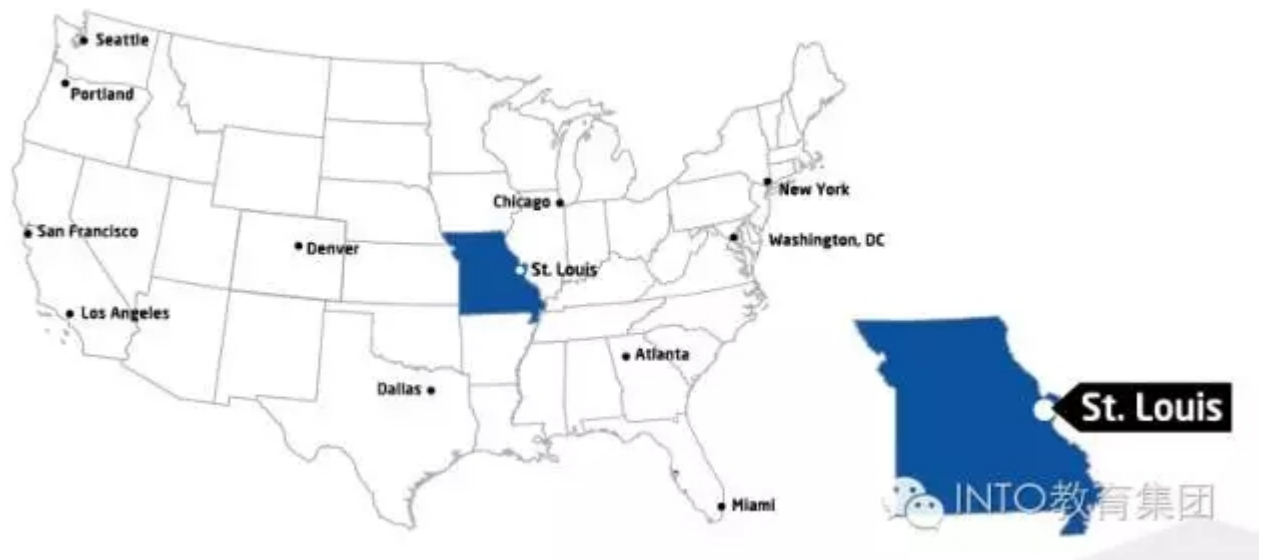 Seattle
Portland
Chicago
New York
San Francisco
Washington, DC
Denver
St. Louis
Los Angeles
Atlanta
Dallas
Miami
St. Louis
INTO教育集团